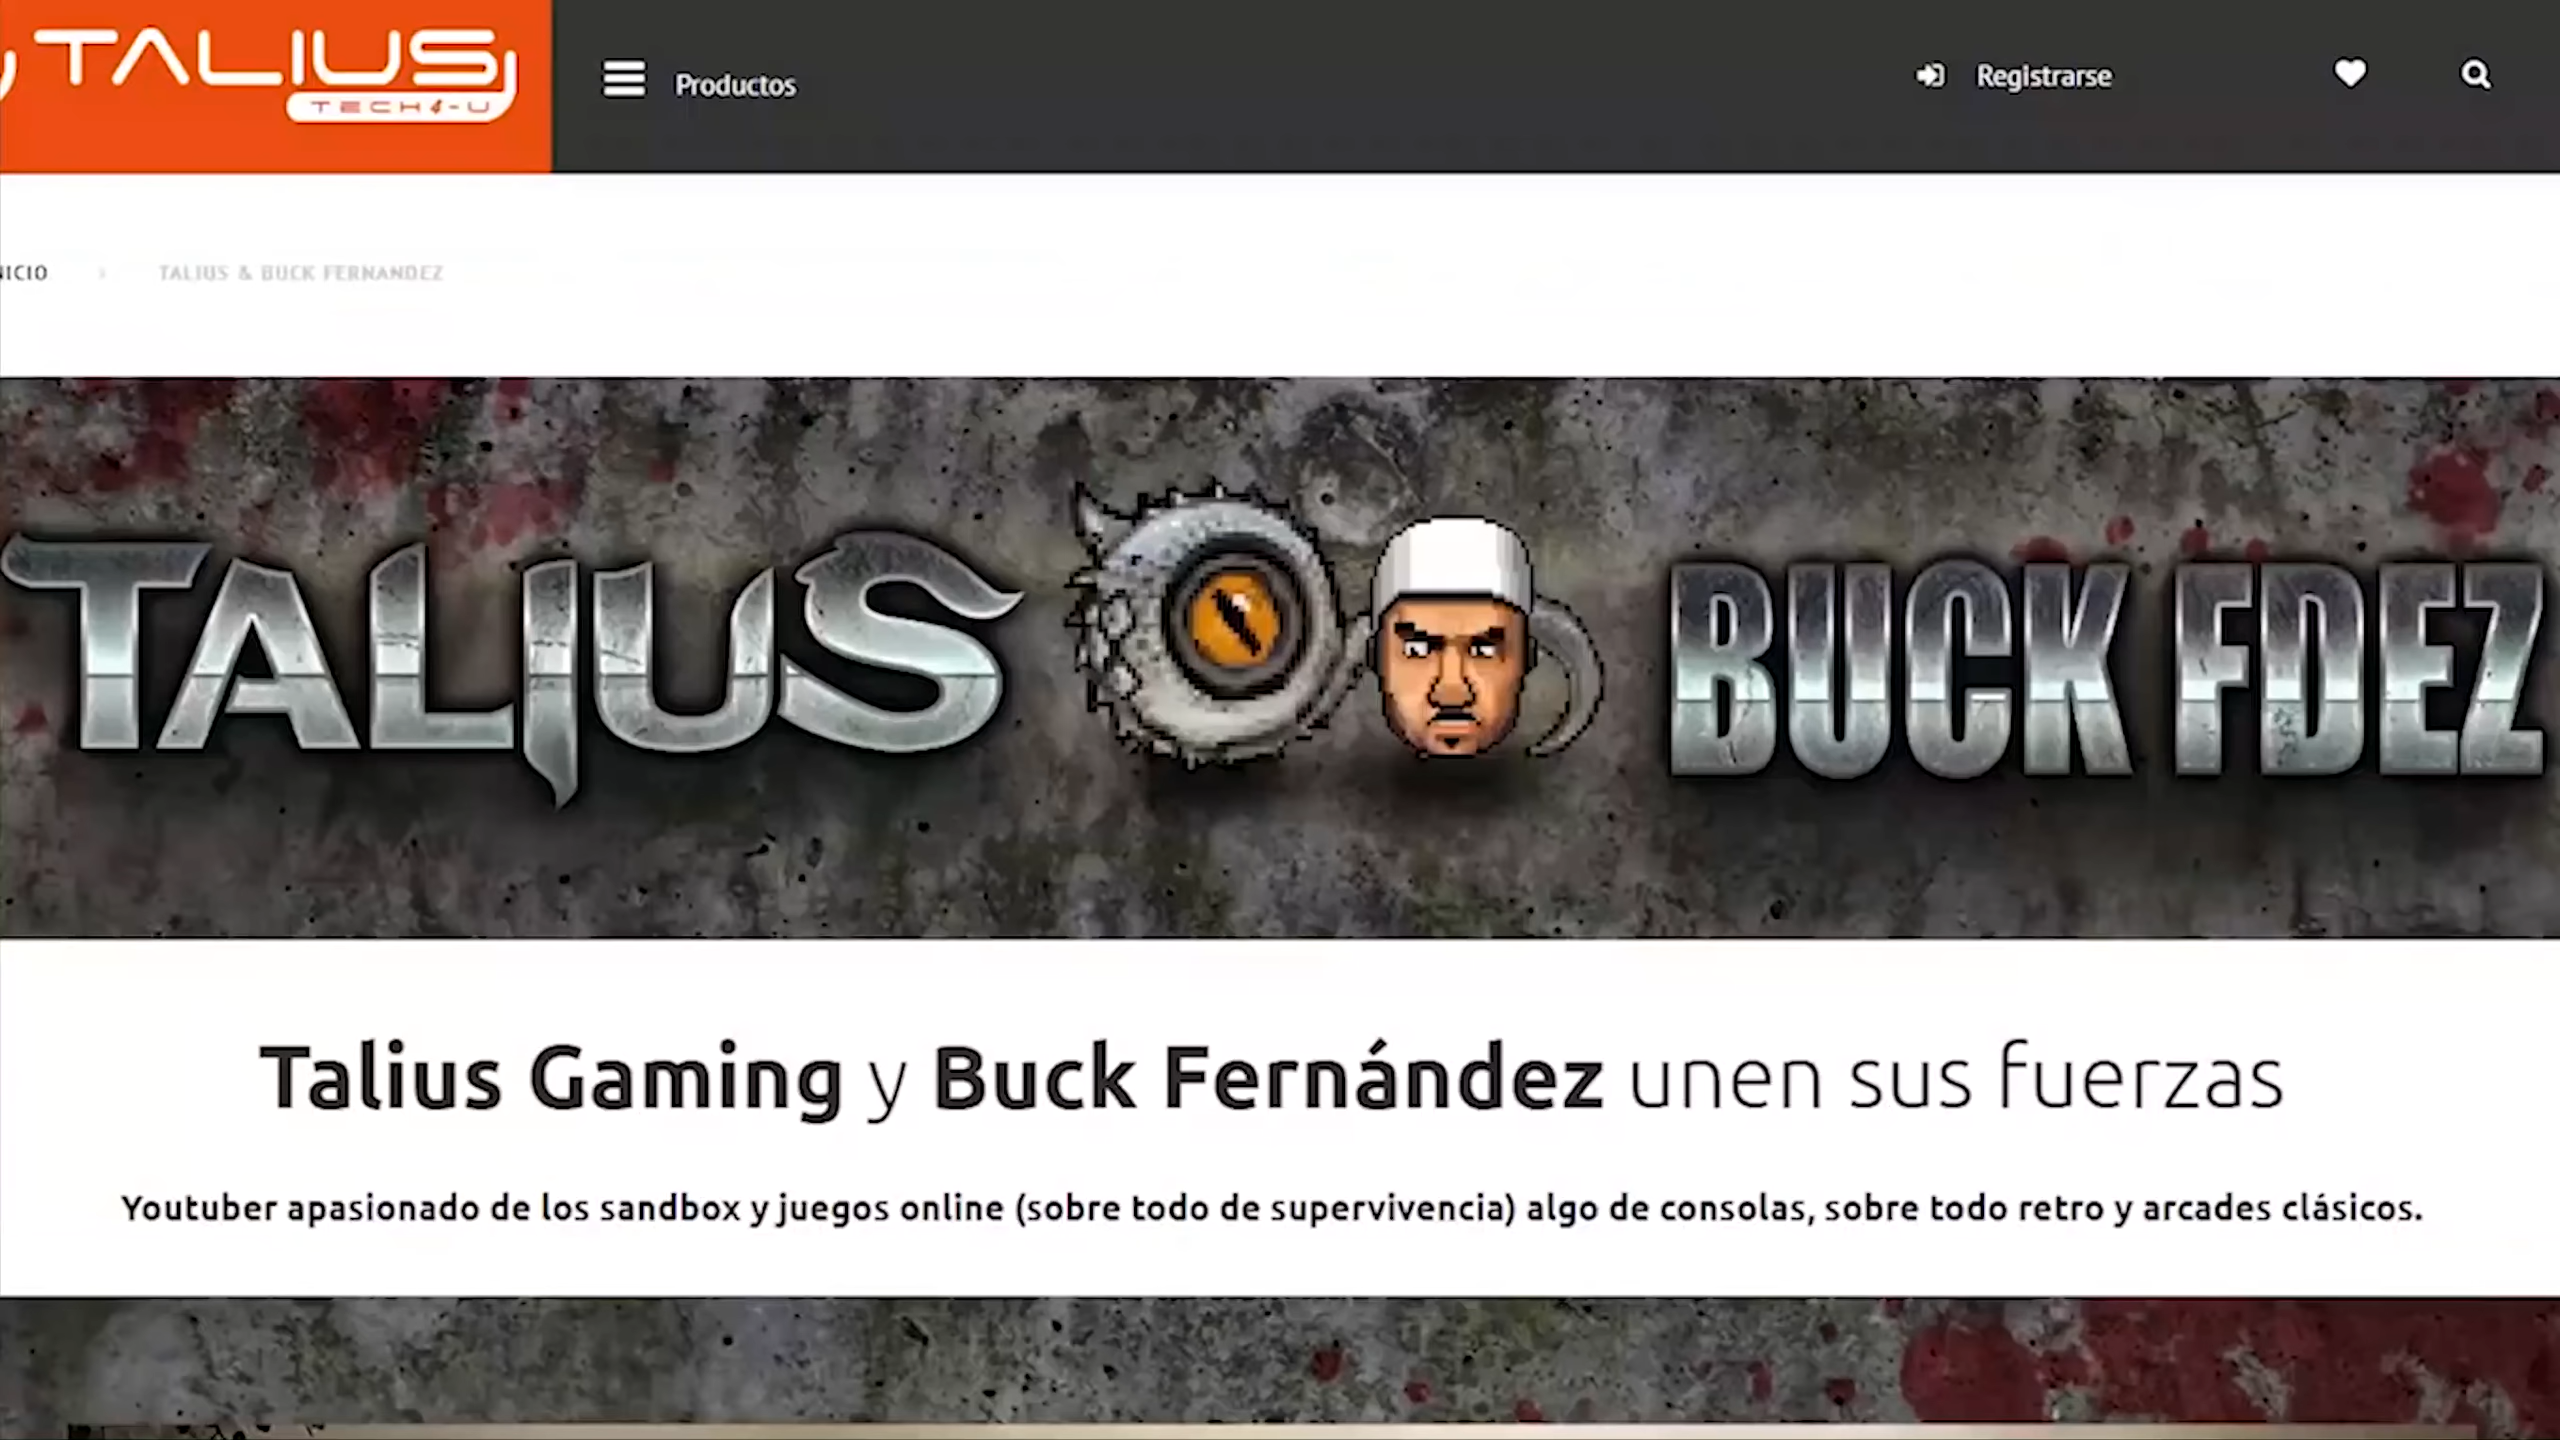 TALIUS
TECH4-U
Productos
Registrarse
NICIO
TALIUS & BUCK FERNANDEZ
TALIUS
BUCK FDEZ
Talius Gaming y Buck Fernández unen sus fuerzas
Youtuber apasionado de los sandbox y juegos online (sobre todo de supervivencia) algo de consolas, sobre todo retro y arcades clásicos.